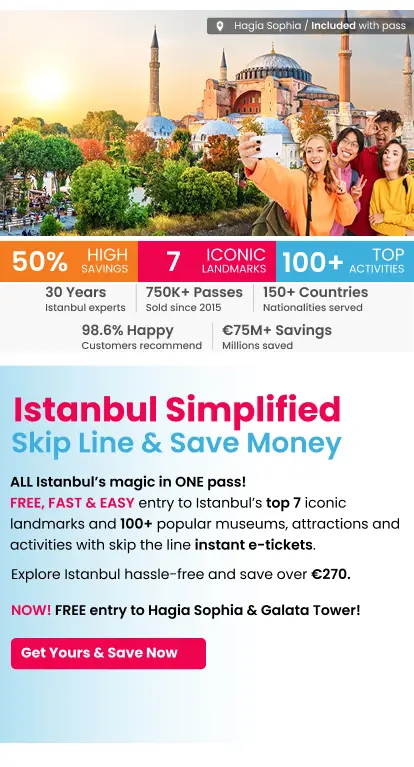 Hagia Sophia / Included with pass
50% HIGH SAVINGS
7 ICONIC LANDMARKS
100+ TOP ACTIVITIES
30 Years
Istanbul experts
750K+ Passes
Sold since 2015
150+ Countries
Nationalities served
98.6% Happy
Customers recommend
€75M+ Savings
Millions saved
Istanbul Simplified
Skip Line & Save Money
ALL Istanbul’s magic in ONE pass!
FREE, FAST & EASY entry to Istanbul’s top 7 iconic
landmarks and 100+ popular museums, attractions and
activities with skip the line instant e-tickets.
Explore Istanbul hassle-free and save over €270.
NOW! FREE entry to Hagia Sophia & Galata Tower!
Get Yours & Save Now